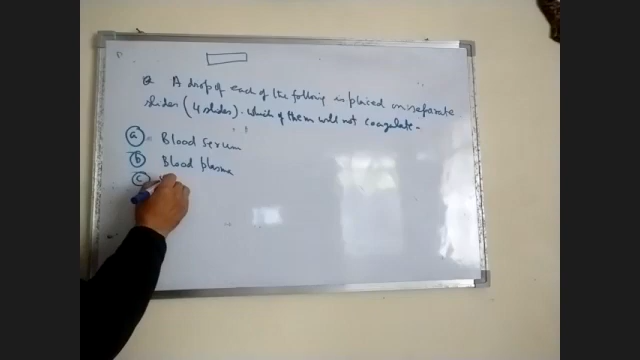 Q A drop of each of the following is placed on separate
slides (4 slides). which of them will not coagulate -
(a) Blood serum
(b) Blood plasma
(c)